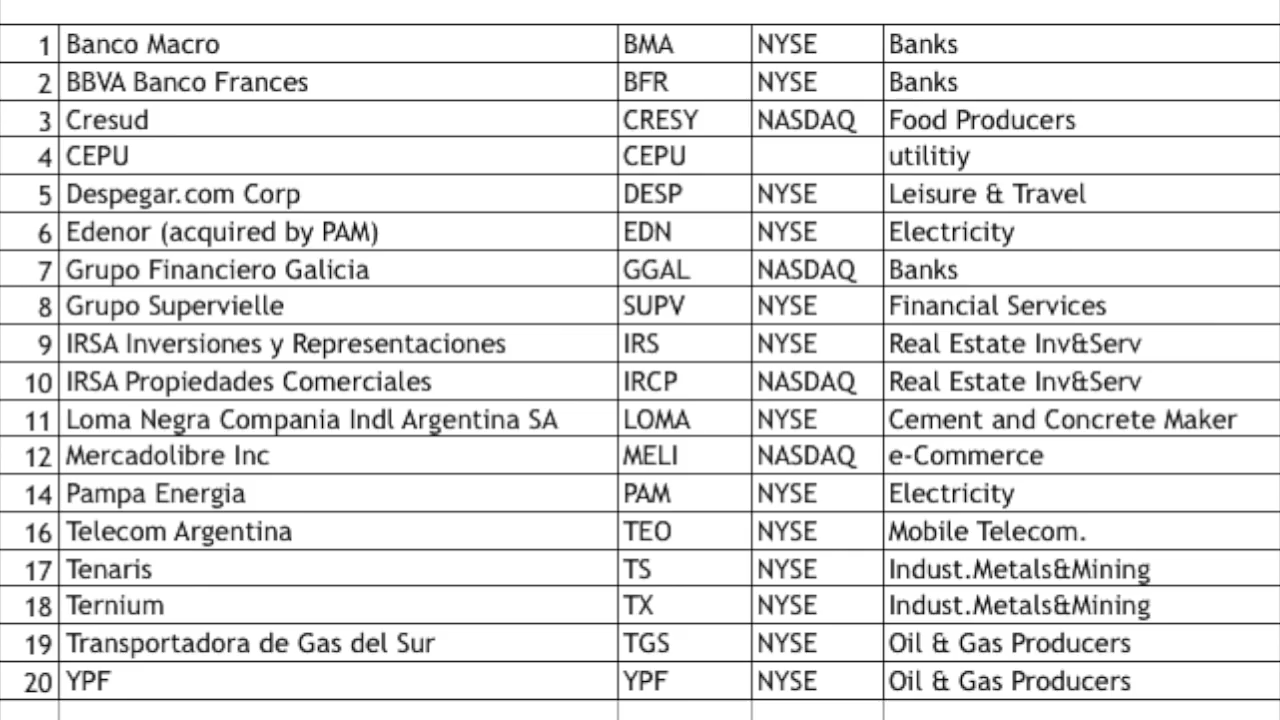 1 Banco Macro BMA NYSE Banks
2 BBVA Banco Frances BFR NYSE Banks
3 Cresud CRESY NASDAQ Food Producers
4 CEPU CEPU utilitiy
5 Despegar.com Corp DESP NYSE Leisure & Travel
6 Edenor (acquired by PAM) EDN NYSE Electricity
7 Grupo Financiero Galicia GGAL NASDAQ Banks
8 Grupo Supervielle SUPV NYSE Financial Services
9 IRSA Inversiones y Representaciones IRS NYSE Real Estate Inv&Serv
10 IRSA Propiedades Comerciales IRCP NASDAQ Real Estate Inv&Serv
11 Loma Negra Compania Indl Argentina SA LOMA NYSE Cement and Concrete Maker
12 Mercadolibre Inc MELI NASDAQ e-Commerce
14 Pampa Energia PAM NYSE Electricity
16 Telecom Argentina TEO NYSE Mobile Telecom.
17 Tenaris TS NYSE Indust.Metals&Mining
18 Ternium TX NYSE Indust.Metals&Mining
19 Transportadora de Gas del Sur TGS NYSE Oil & Gas Producers
20 YPF YPF NYSE Oil & Gas Producers